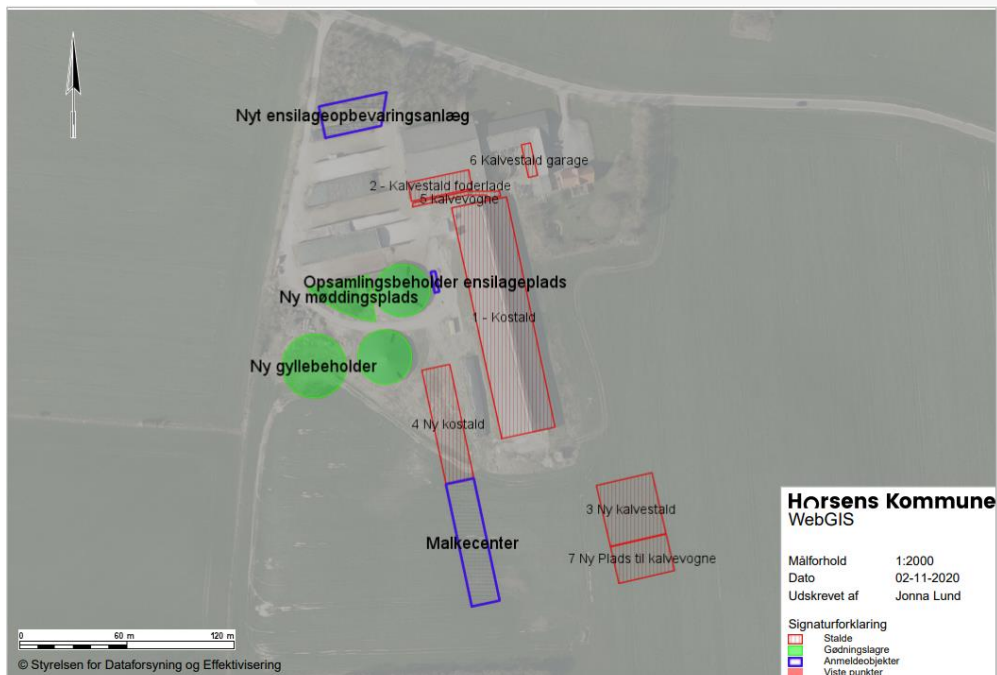 Nyt ensilageopbevaringsanlæg
6 Kalvestald garage
2 - Kalvestald foderlade
5 kalvevogne
Opsamlingsbeholder ensilageplads
Ny møddingsplads
1 - Kostald
Ny gyllebeholder
4 Ny kostald
3 Ny kalvestald
Malkecenter
7 Ny Plads til kalvevogne
Horsens Kommune
WebGIS
Målforhold 1:2000
Dato 02-11-2020
Udskrevet af Jonna Lund
Signaturforklaring
Stalde
Gødningslagre
Anmeldeobjekter
Viste punkter
0 60 m 120 m
© Styrelsen for Dataforsyning og Effektivisering